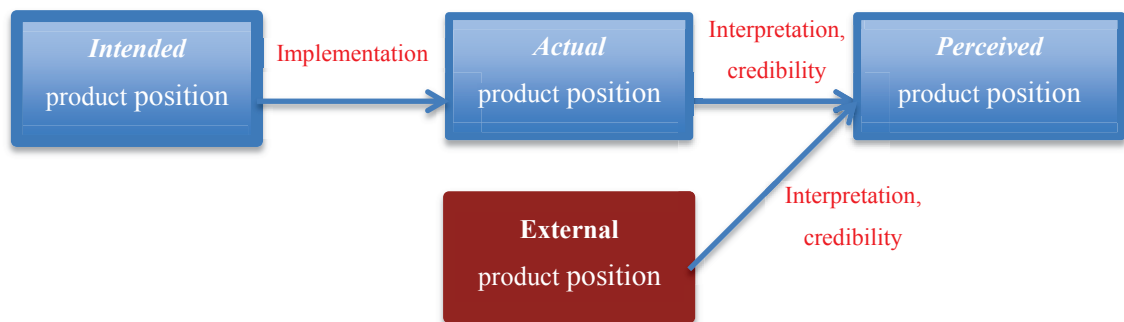 Intended
product position
Implementation
Actual
product position
Interpretation,
credibility
Perceived
product position
External
product position
Interpretation,
credibility